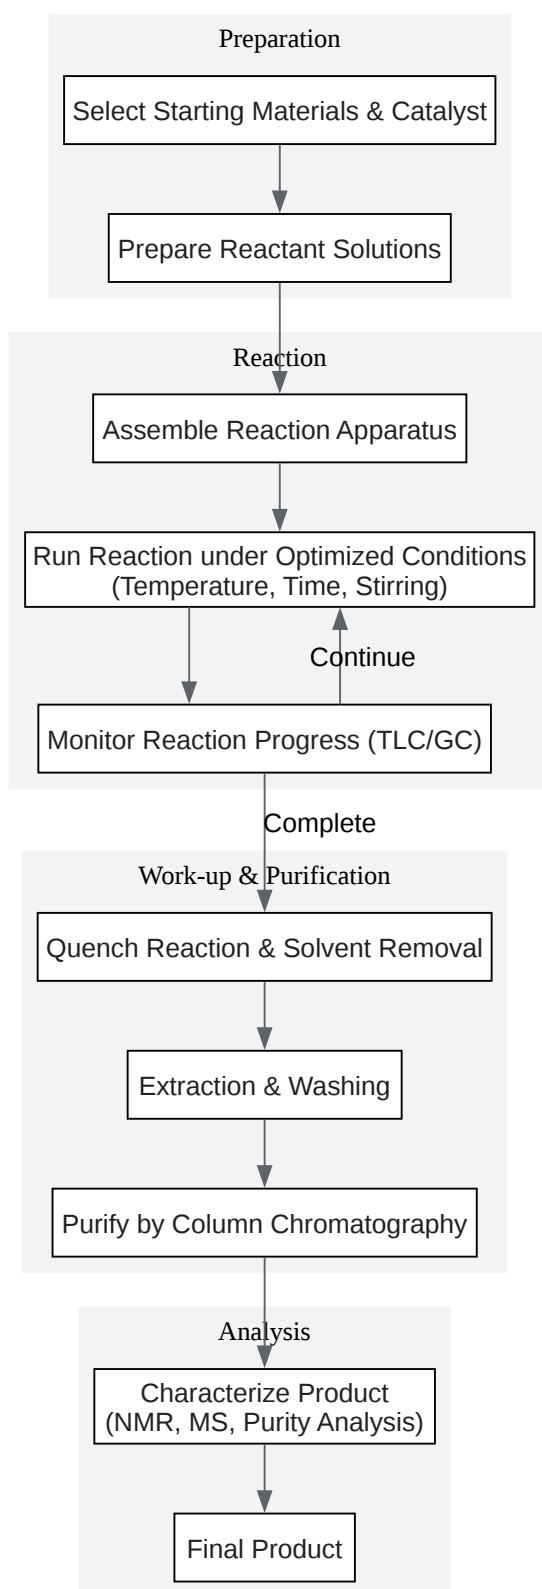 Preparation
Select Starting Materials & Catalyst
Prepare Reactant Solutions
Reaction
Assemble Reaction Apparatus
Run Reaction under Optimized Conditions
(Temperature, Time, Stirring)
Continue
Monitor Reaction Progress (TLC/GC)
Complete
Work-up & Purification
Quench Reaction & Solvent Removal
Extraction & Washing
Purify by Column Chromatography
Analysis
Characterize Product
(NMR, MS, Purity Analysis)
Final Product